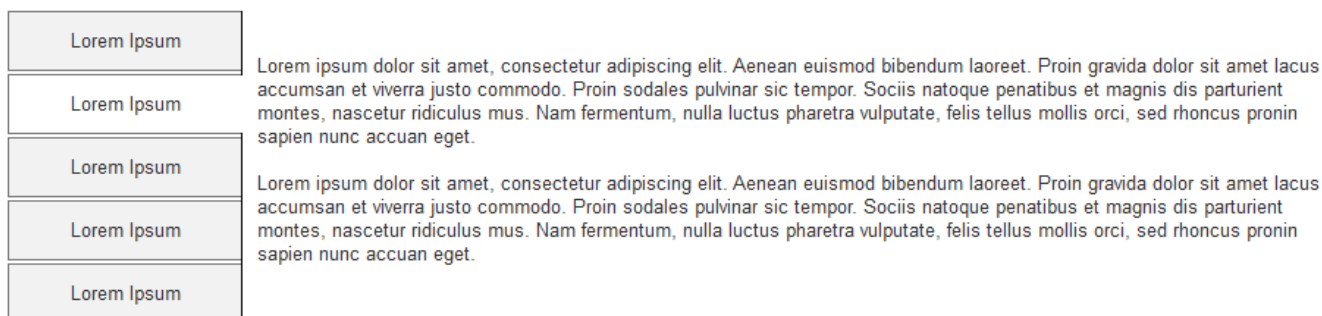 Lorem Ipsum
Lorem Ipsum
Lorem Ipsum
Lorem Ipsum
Lorem Ipsum
Lorem ipsum dolor sit amet, consectetur adipiscing elit. Aenean euismod bibendum laoreet. Proin gravida dolor sit amet lacus
accumsan et viverra justo commodo. Proin sodales pulvinar sic tempor. Sociis natoque penatibus et magnis dis parturient
montes, nascetur ridiculus mus. Nam fermentum, nulla luctus pharetra vulputate, felis tellus mollis orci, sed rhoncus pronin
sapien nunc accuan eget.
Lorem ipsum dolor sit amet, consectetur adipiscing elit. Aenean euismod bibendum laoreet. Proin gravida dolor sit amet lacus
accumsan et viverra justo commodo. Proin sodales pulvinar sic tempor. Sociis natoque penatibus et magnis dis parturient
montes, nascetur ridiculus mus. Nam fermentum, nulla luctus pharetra vulputate, felis tellus mollis orci, sed rhoncus pronin
sapien nunc accuan eget.